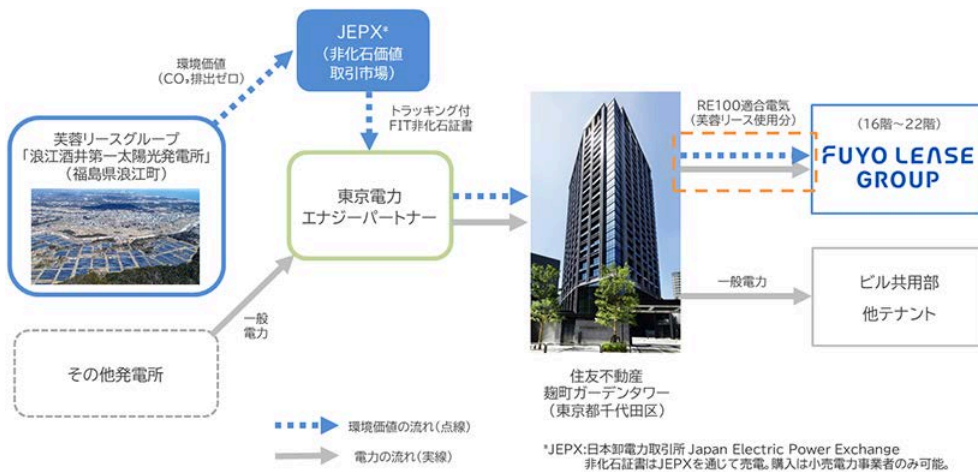 JEPX*
(非化石価値
取引市場)
環境価値
(CO₂排出ゼロ)
トラッキング付
FIT非化石証書
芙蓉リースグループ
「浪江酒井第一太陽光発電所」
(福島県浪江町)
東京電力
エナジーパートナー
RE100適合電気
(芙蓉リース使用分)
(16階~22階)
FUYO LEASE
GROUP
一般
電力
その他発電所
一般電力
ビル共用部
他テナント
住友不動産
麹町ガーデンタワー
(東京都千代田区)
環境価値の流れ(点線)
電力の流れ(実線)
*JEPX:日本卸電力取引所 Japan Electric Power Exchange
非化石証書はJEPXを通じて売電。購入は小売電力事業者のみ可能。